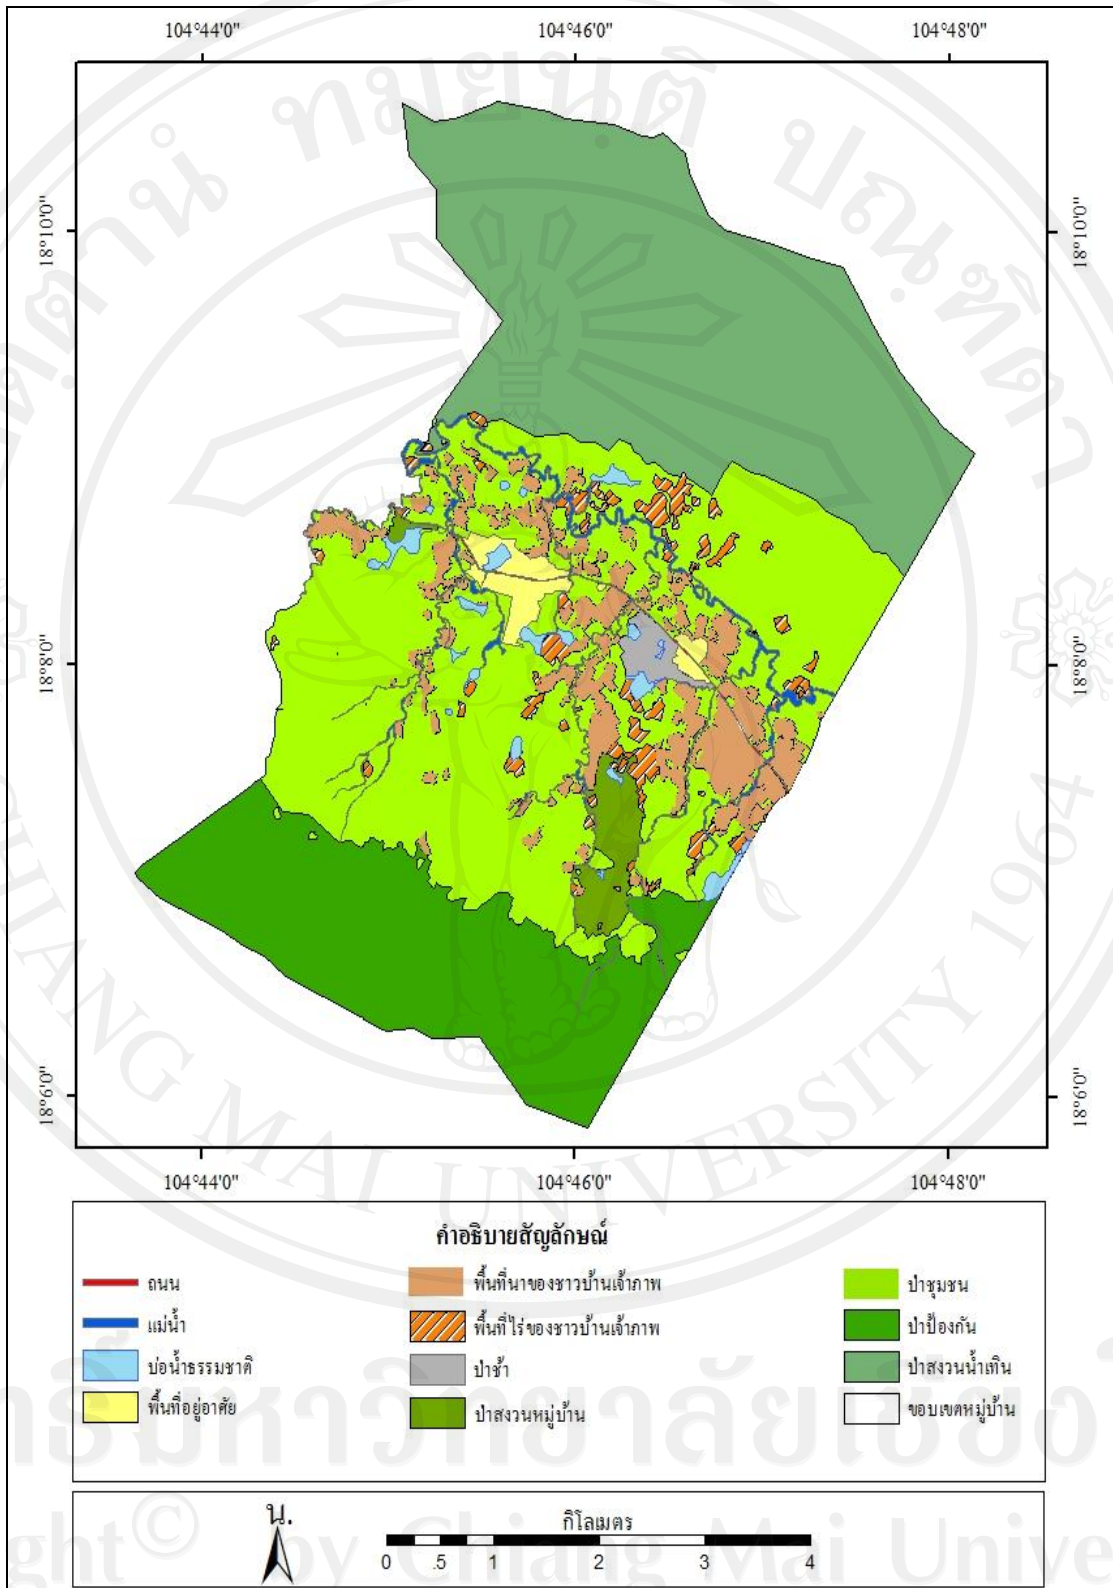 104°44'0" 104°46'0" 104°48'0"
18°10'0" 18°10'0"
18°8'0" 18°8'0"
18°6'0" 18°6'0"
104°44'0" 104°46'0" 104°48'0"
CHIANG MAI UNIVERSITY 1964
คำอธิบายสัญลักษณ์
ถนน
แม่น้ำ
บ่อน้ำธรรมชาติ
พื้นที่อยู่อาศัย
พื้นที่นาของชาวบ้านเจ้าภาพ
พื้นที่ไร่ของชาวบ้านเจ้าภาพ
ป่าช้า
ป่าสงวนหมู่บ้าน
ป่าชุมชน
ป่าป้องกัน
ป่าสงวนน้ำเทิน
ขอบเขตหมู่บ้าน
น.
กิโลเมตร
0 .5 1 2 3 4
ight© by Chiang Mai Unive